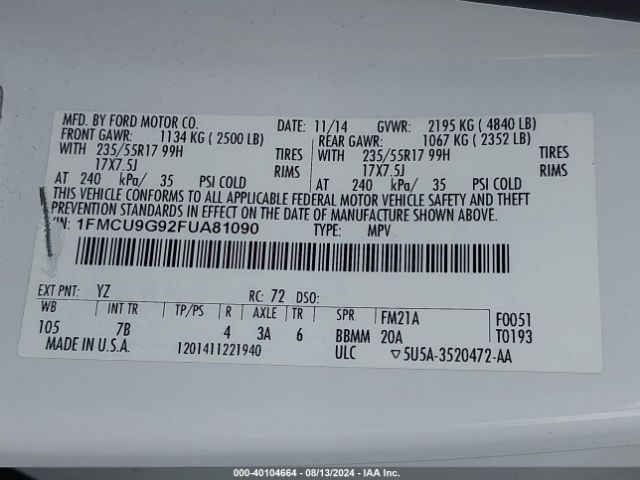 MFD. BY FORD MOTOR CO.
DATE: 11/14 GVWR: 2195 KG ( 4840 LB)
FRONT GAWR: 1134 KG ( 2500 LB)
REAR GAWR: 1067 KG ( 2352 LB)
WITH 235/55R17 99H TIRES
WITH 235/55R17 99H TIRES
17X7.5J RIMS
17X7.5J RIMS
AT 240 kPa/ 35 PSI COLD
AT 240 kPa/ 35 PSI COLD
THIS VEHICLE CONFORMS TO ALL APPLICABLE FEDERAL MOTOR VEHICLE SAFETY AND THEFT
PREVENTION STANDARDS IN EFFECT ON THE DATE OF MANUFACTURE SHOWN ABOVE.
VIN: 1FMCU9G92FUA81090 TYPE: MPV
EXT PNT: YZ RC: 72 DSO:
WB INT TR TP/PS R AXLE TR SPR FM21A F0051
105 7B 4 3A 6 BBMM 20A T0193
MADE IN U.S.A. 1201411221940 ULC 5U5A-3520472-AA
000-40104664 - 08/13/2024 - IAA Inc.